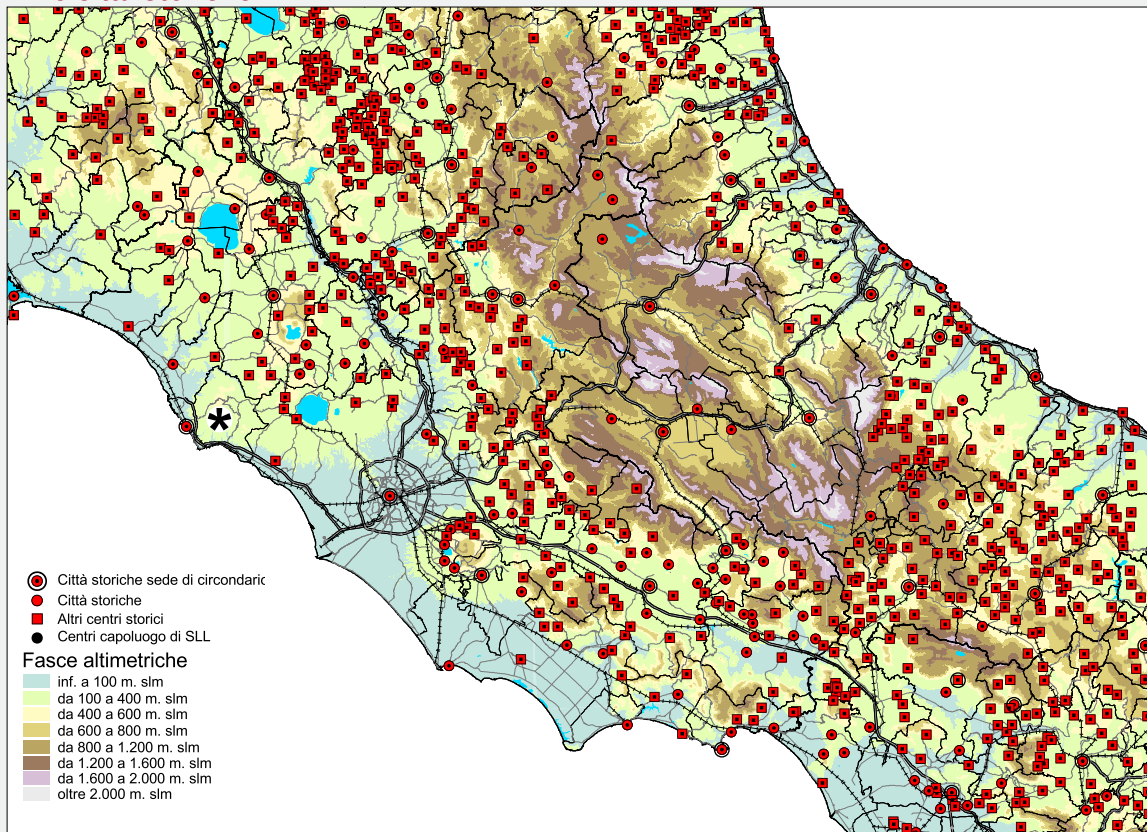 Città storiche sede di circondaric
Città storiche
Altri centri storici
Centri capoluogo di SLL
Fasce altimetriche
inf. a 100 m. slm
da 100 a 400 m. slm
da 400 a 600 m. slm
da 600 a 800 m. slm
da 800 a 1.200 m. slm
da 1.200 a 1.600 m. slm
da 1.600 a 2.000 m. slm
oltre 2.000 m. slm
*